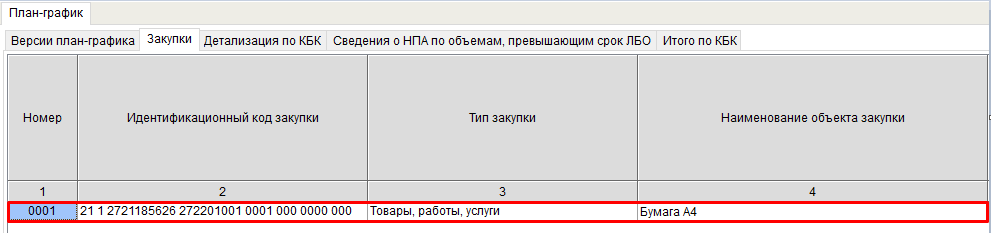 План-график
Версии план-графика Закупки Детализация по КБК Сведения о НПА по объемам, превышающим срок ЛБО Итого по КБК
Номер Идентификационный код закупки Тип закупки Наименование объекта закупки
1 2 3 4
0001 21 1 2721185626 272201001 0001 000 0000 000 Товары, работы, услуги Бумага А4